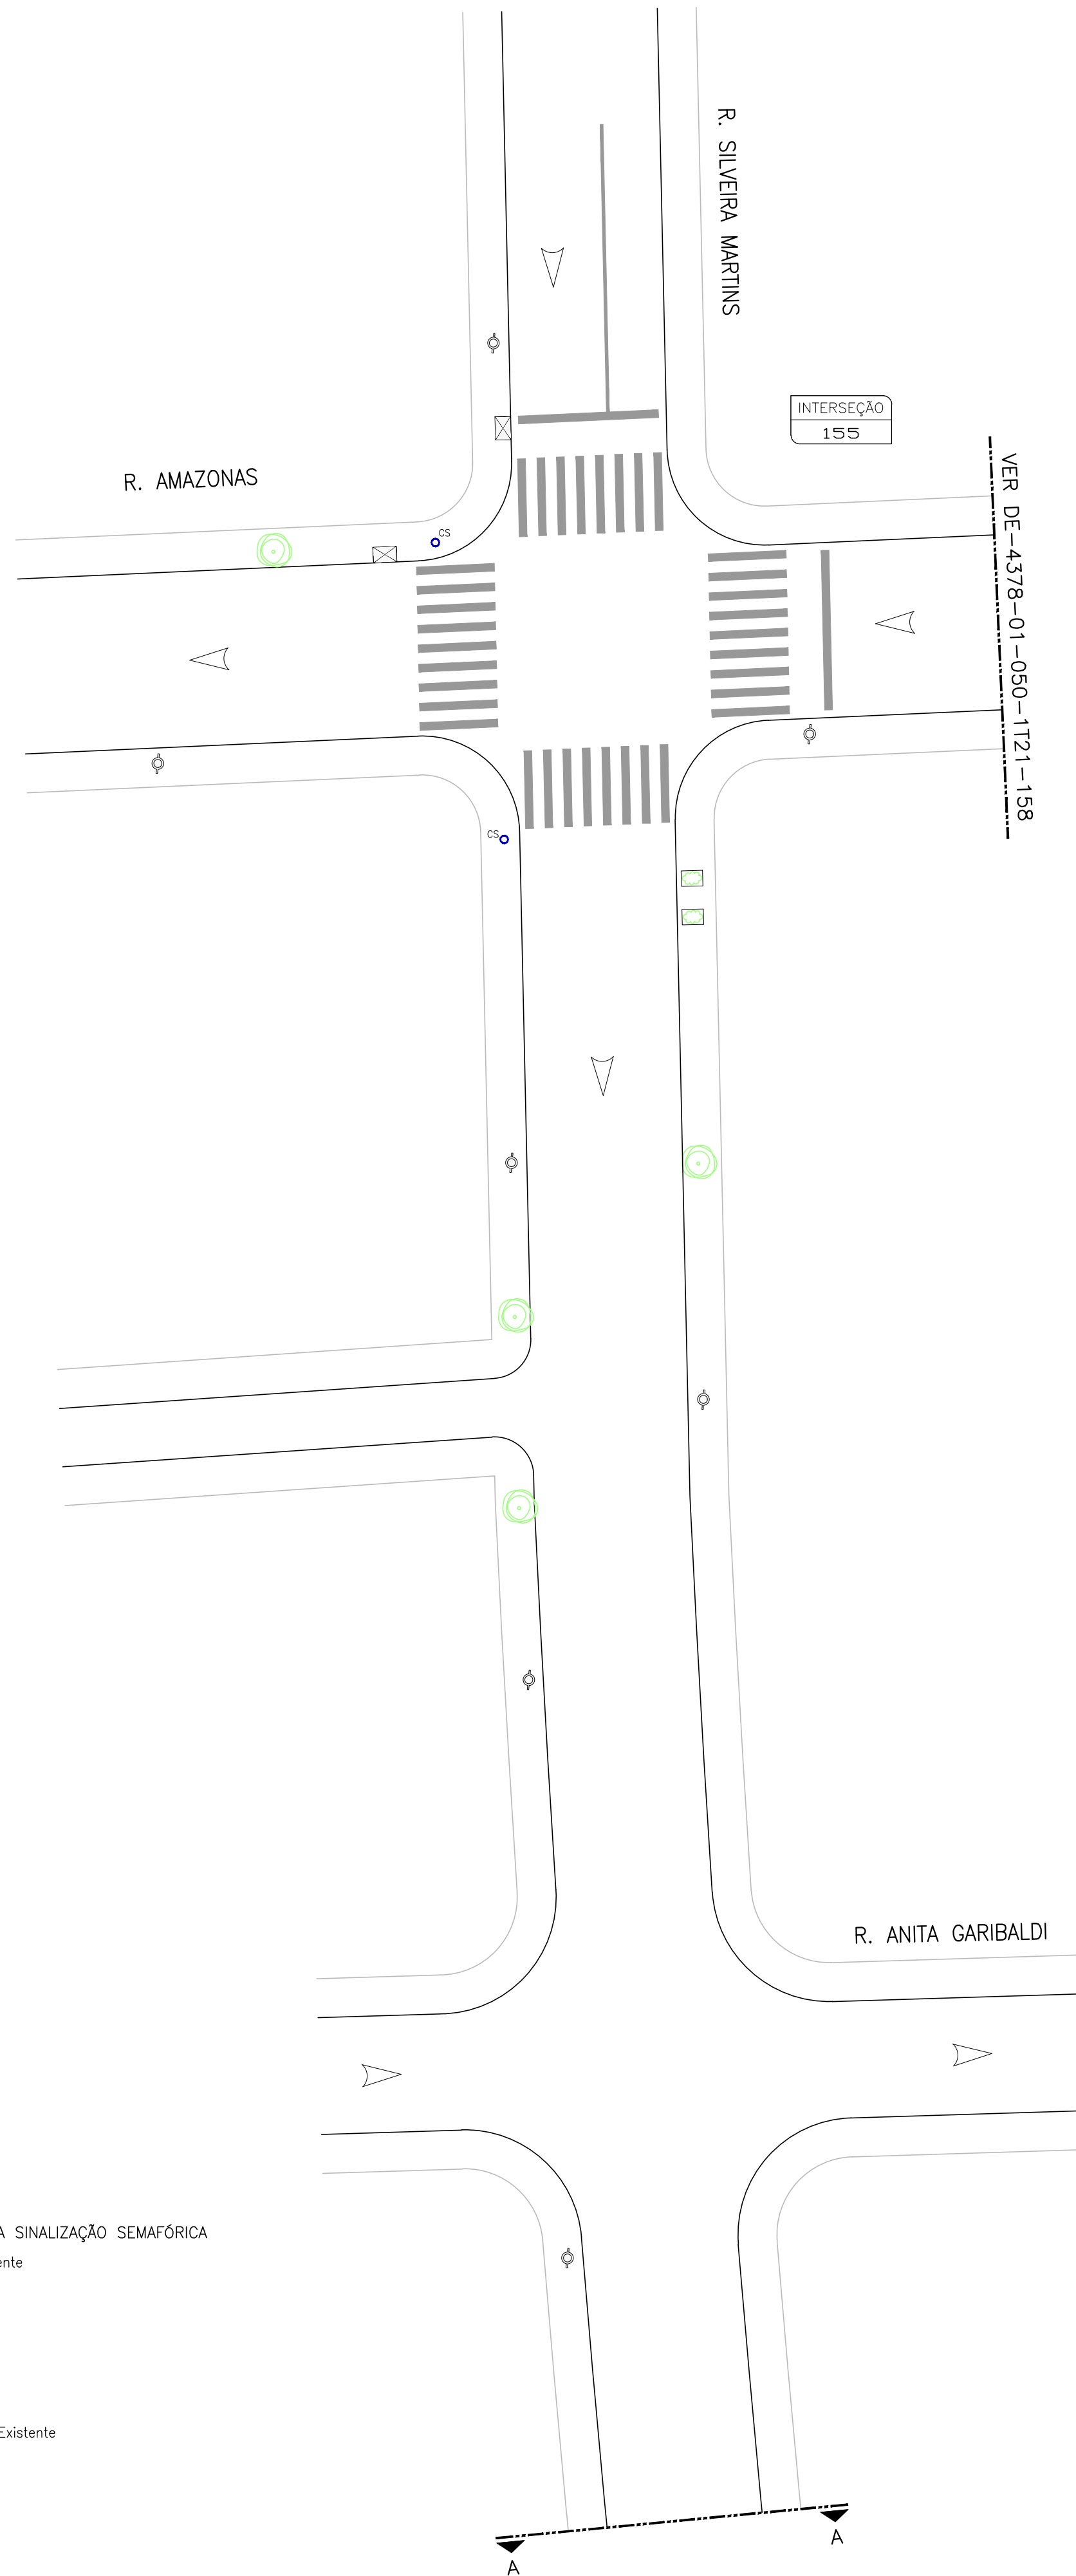 R. SILVEIRA MARTINS
INTERSEÇÃO
155
VER DE-4378-01-050-1T21-158
R. AMAZONAS
CS
CS
R. ANITA GARIBALDI
A SINALIZAÇÃO SEMAFÓRICA
Existente
A
A